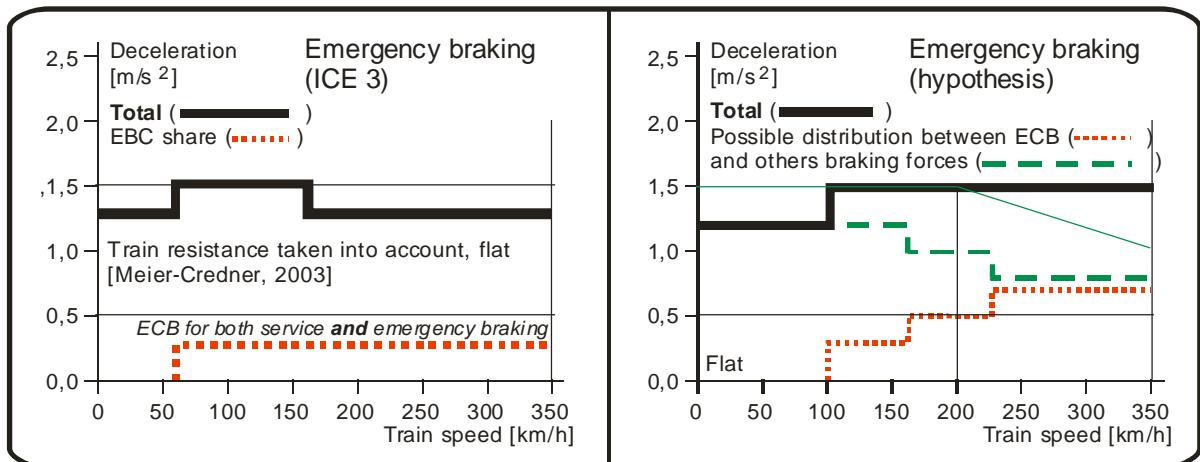 Deceleration
[m/s 2]
Emergency braking
(ICE 3)
Total ( )
EBC share ( )
2,5
2,0
,1,5
1,0
0,5
0,0
Train resistance taken into account, flat
[Meier-Credner, 2003]
ECB for both service and emergency braking
0 50 100 150 200 250 300 350
Train speed [km/h]
Deceleration
[m/s 2]
Emergency braking
(hypothesis)
Total ( )
Possible distribution between ECB ( )
and others braking forces ( )
2,5
2,0
1,5
1,0
0,5
0,0
Flat
0 50 100 150 200 250 300 350
Train speed [km/h]